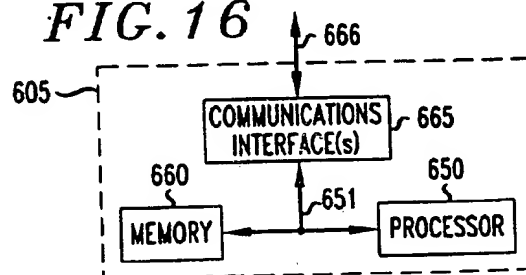 FIG. 16
666
605
COMMUNICATIONS
INTERFACE(S)
665
660
651
650
MEMORY
PROCESSOR